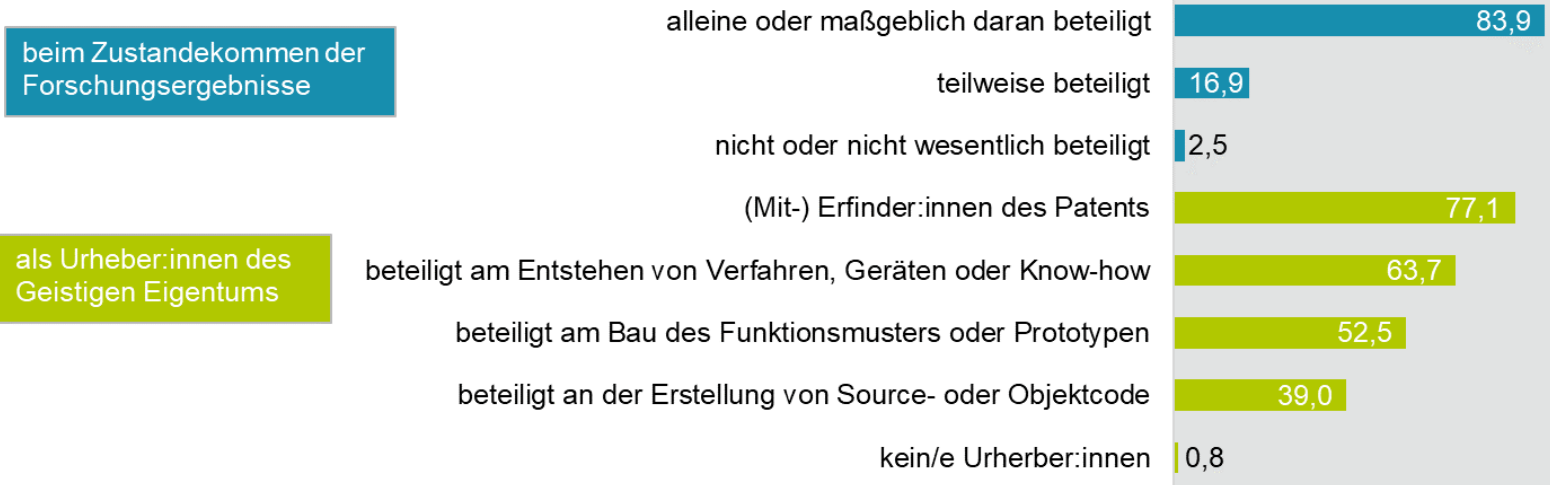 alleine oder maßgeblich daran beteiligt 83,9
beim Zustandekommen der
Forschungsergebnisse
teilweise beteiligt 16,9
nicht oder nicht wesentlich beteiligt 2,5
(Mit-) Erfinder:innen des Patents 77,1
als Urheber:innen des
Geistigen Eigentums
beteiligt am Entstehen von Verfahren, Geräten oder Know-how 63,7
beteiligt am Bau des Funktionsmusters oder Prototypen 52,5
beteiligt an der Erstellung von Source- oder Objektcode 39,0
kein/e Urherber:innen 0,8